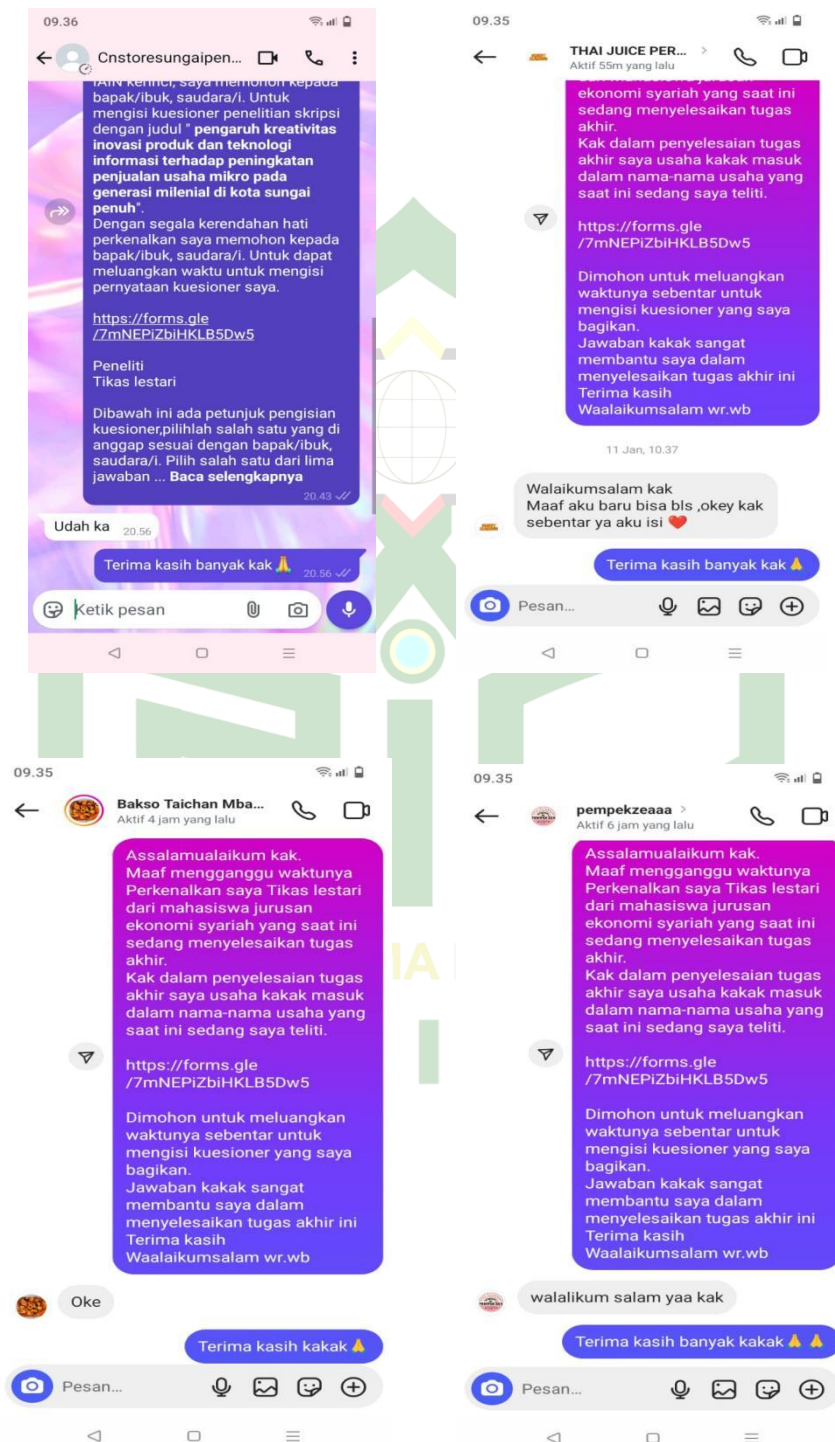 09.36
Cnstoresungaipen...
IAIN kerinci, saya memohon kepada
bapak/ibuk, saudara/i. Untuk
mengisi kuesioner penelitian skripsi
dengan judul " pengaruh kreativitas
inovasi produk dan teknologi
informasi terhadap peningkatan
penjualan usaha mikro pada
generasi milenial di kota sungai
penuh".
Dengan segala kerendahan hati
perkenalkan saya memohon kepada
bapak/ibuk, saudara/i. Untuk dapat
meluangkan waktu untuk mengisi
pernyataan kuesioner saya.
https://forms.gle
/7mNEPiZbiHKLB5Dw5
Peneliti
Tikas lestari
Dibawah ini ada petunjuk pengisian
kuesioner,pilihlah salah satu yang di
anggap sesuai dengan bapak/ibuk,
saudara/i. Pilih salah satu dari lima
jawaban ... Baca selengkapnya
20.43
Udah ka 20.56
Terima kasih banyak kak🙏 20.56
Ketik pesan
09.35
THAI JUICE PER... >
Aktif 55m yang lalu
ekonomi syariah yang saat ini
sedang menyelesaikan tugas
akhir.
Kak dalam penyelesaian tugas
akhir saya usaha kakak masuk
dalam nama-nama usaha yang
saat ini sedang saya teliti.
https://forms.gle
/7mNEPiZbiHKLB5Dw5
Dimohon untuk meluangkan
waktunya sebentar untuk
mengisi kuesioner yang saya
bagikan.
Jawaban kakak sangat
membantu saya dalam
menyelesaikan tugas akhir ini
Terima kasih
Waalaikumsalam wr.wb
11 Jan, 10.37
Walaikumsalam kak
Maaf aku baru bisa bls ,okey kak
sebentar ya aku isi ❤️
Terima kasih banyak kak🙏
Pesan...
09.35
Bakso Taichan Mba...
Aktif 4 jam yang lalu
Assalamualaikum kak.
Maaf mengganggu waktunya
Perkenalkan saya Tikas lestari
dari mahasiswa jurusan
ekonomi syariah yang saat ini
sedang menyelesaikan tugas
akhir.
Kak dalam penyelesaian tugas
akhir saya usaha kakak masuk
dalam nama-nama usaha yang
saat ini sedang saya teliti.
https://forms.gle
/7mNEPiZbiHKLB5Dw5
Dimohon untuk meluangkan
waktunya sebentar untuk
mengisi kuesioner yang saya
bagikan.
Jawaban kakak sangat
membantu saya dalam
menyelesaikan tugas akhir ini
Terima kasih
Waalaikumsalam wr.wb
Oke
Terima kasih kakak🙏
Pesan...
09.35
pempekzeaaa >
Aktif 6 jam yang lalu
Assalamualaikum kak.
Maaf mengganggu waktunya
Perkenalkan saya Tikas lestari
dari mahasiswa jurusan
ekonomi syariah yang saat ini
sedang menyelesaikan tugas
akhir.
Kak dalam penyelesaian tugas
akhir saya usaha kakak masuk
dalam nama-nama usaha yang
saat ini sedang saya teliti.
https://forms.gle
/7mNEPiZbiHKLB5Dw5
Dimohon untuk meluangkan
waktunya sebentar untuk
mengisi kuesioner yang saya
bagikan.
Jawaban kakak sangat
membantu saya dalam
menyelesaikan tugas akhir ini
Terima kasih
Waalaikumsalam wr.wb
walalikum salam yaa kak
Terima kasih banyak kakak🙏 🙏
Pesan...